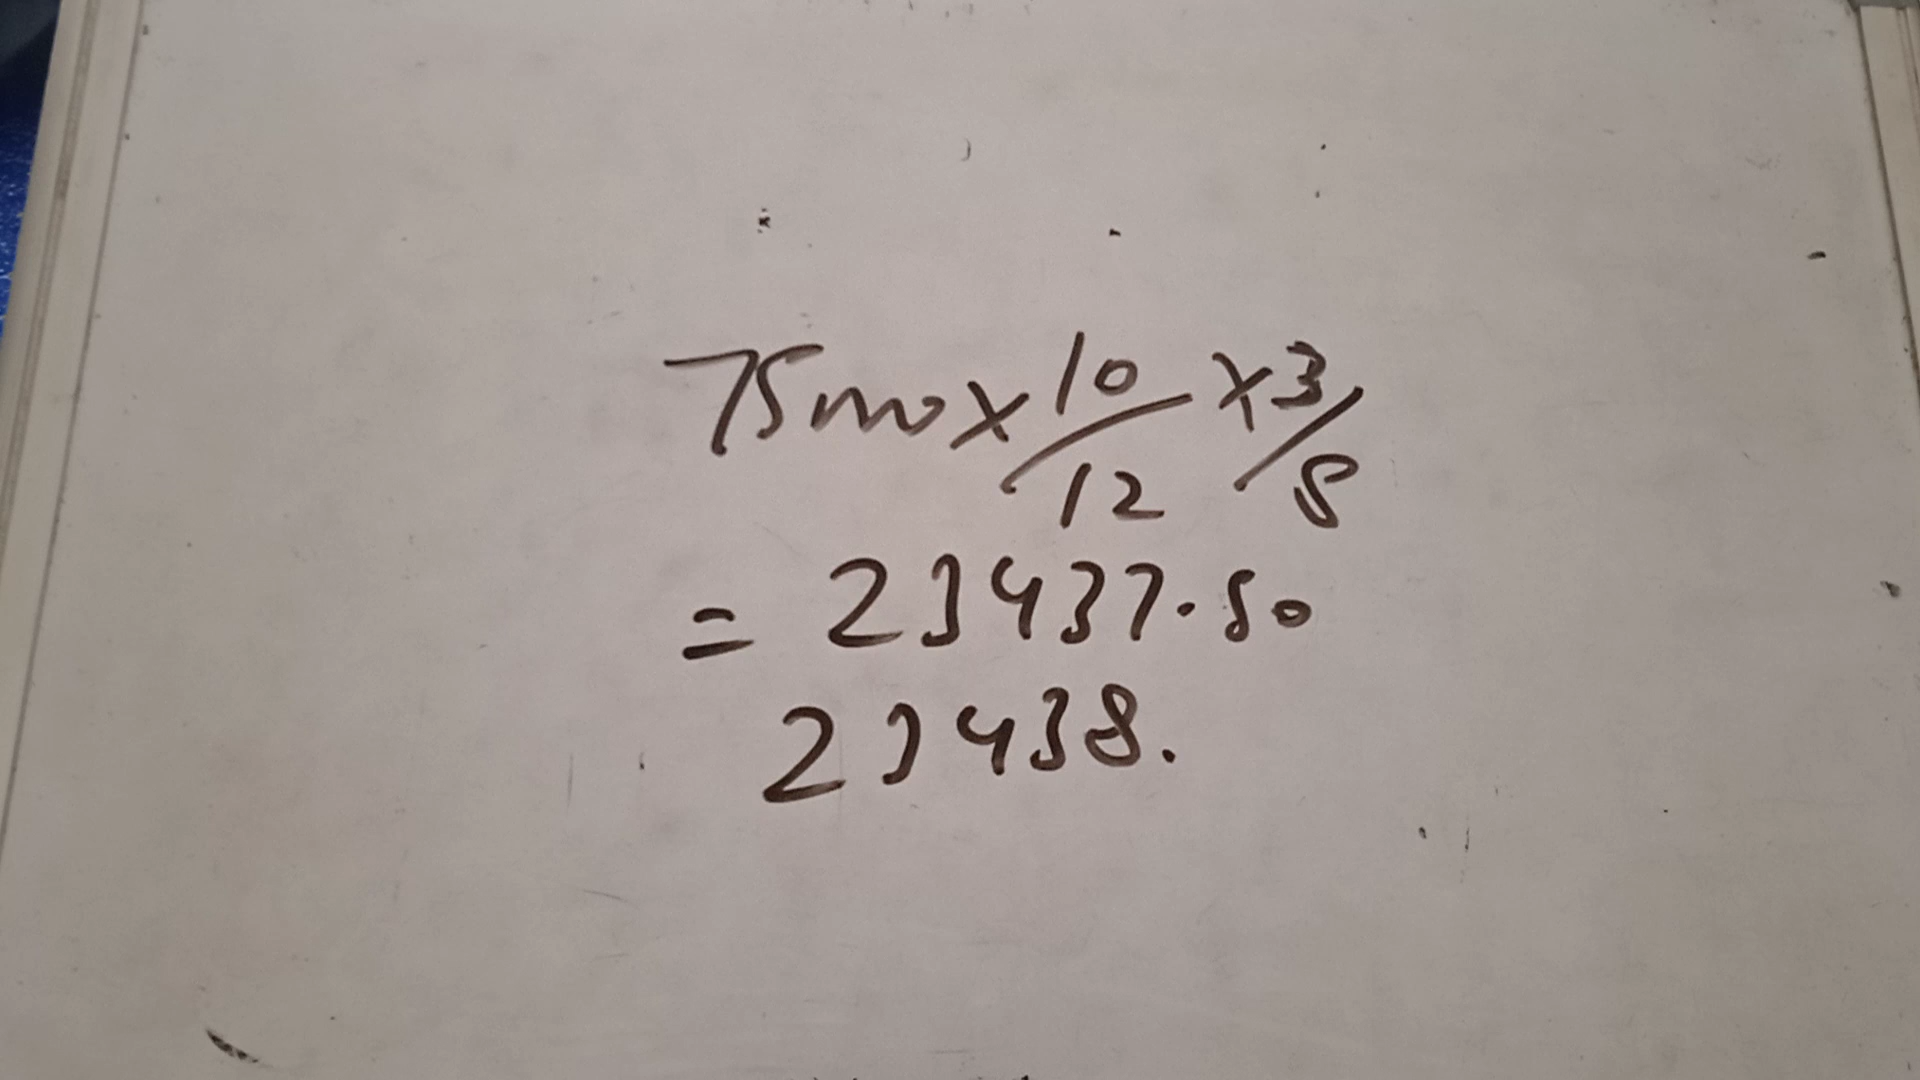 75000 x 10/12 x 3/8
= 23437.50
23438.